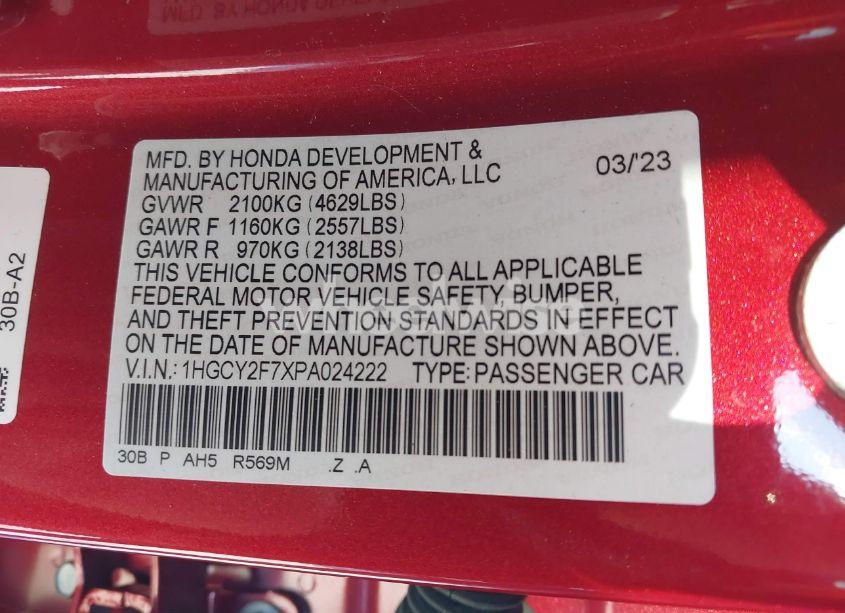 MFD. BY HONDA DEVELOPMENT &
MANUFACTURING OF AMERICA, LLC 03/'23
GVWR 2100KG (4629LBS)
GAWR F 1160KG (2557LBS)
GAWR R 970KG (2138LBS)
THIS VEHICLE CONFORMS TO ALL APPLICABLE
FEDERAL MOTOR VEHICLE SAFETY, BUMPER,
AND THEFT PREVENTION STANDARDS IN EFFECT
ON THE DATE OF MANUFACTURE SHOWN ABOVE.
V.I.N.: 1HGCY2F7XPA024222 TYPE: PASSENGER CAR
30B P AH5 R569M .Z .A
30B-A2